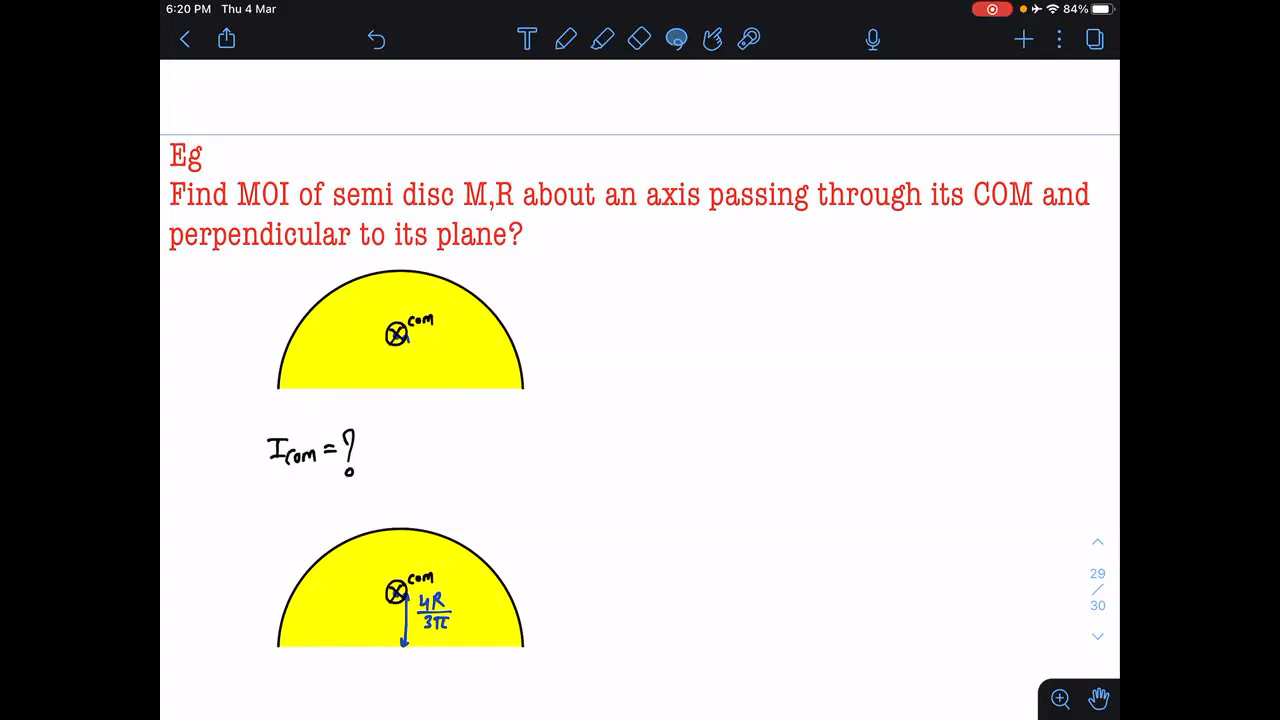 6:20 PM Thu 4 Mar
84%
Eg
Find MOI of semi disc M,R about an axis passing through its COM and
perpendicular to its plane?
com
Icom = ?
com
4R
3π
29
30